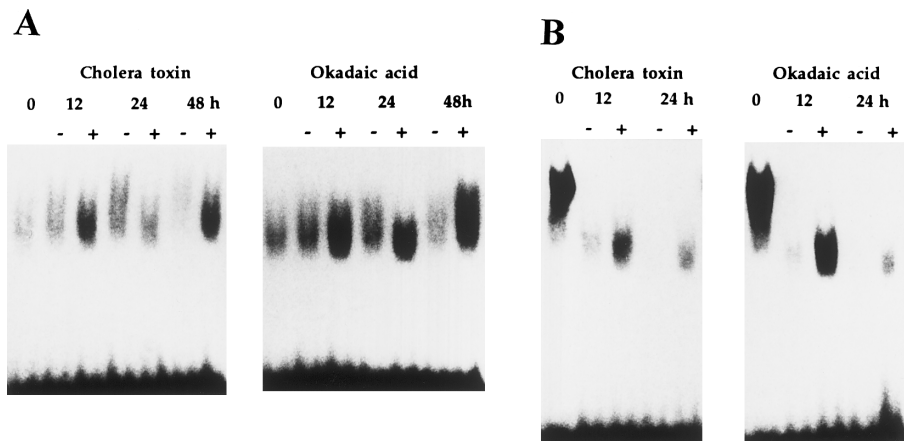 A
Cholera toxin
0 12 24 48 h
- + - + - +
Okadaic acid
0 12 24 48h
- + - + - +
B
Cholera toxin
0 12 24 h
- + - +
Okadaic acid
0 12 24 h
- + - +